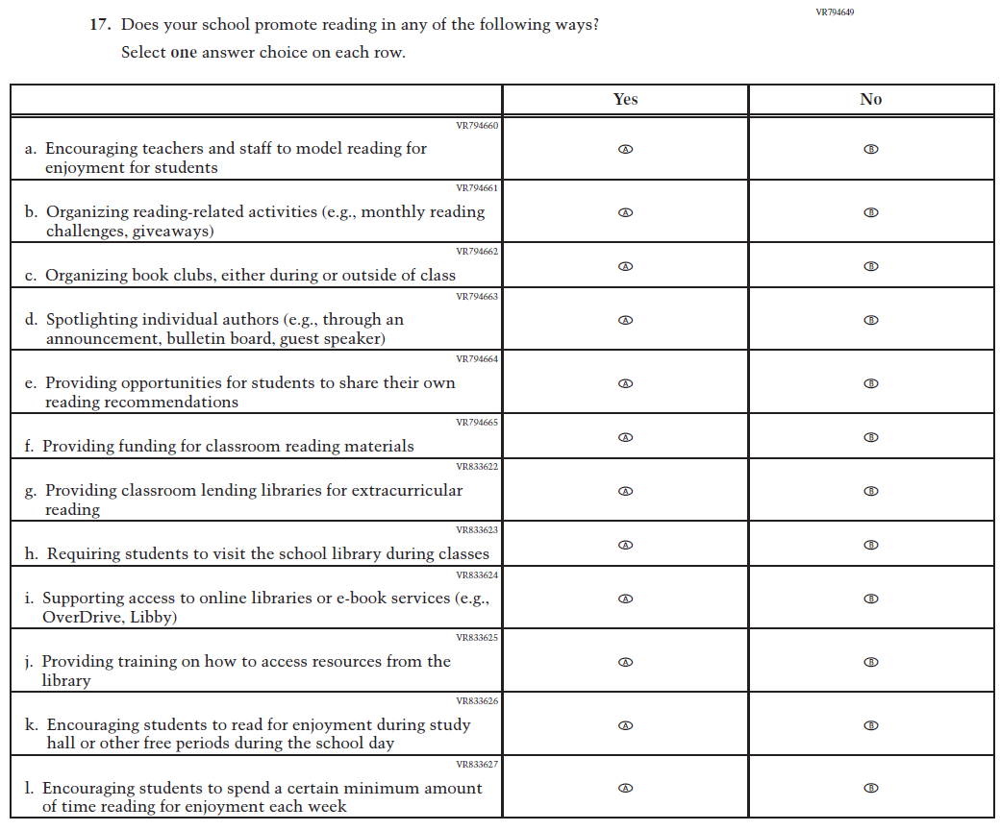 VR794649
17. Does your school promote reading in any of the following ways?
Select one answer choice on each row.
Yes No
VR794660
a. Encouraging teachers and staff to model reading for
enjoyment for students
A B
VR794661
b. Organizing reading-related activities (e.g., monthly reading
challenges, giveaways)
A B
VR794662
c. Organizing book clubs, either during or outside of class
A B
VR794663
d. Spotlighting individual authors (e.g., through an
announcement, bulletin board, guest speaker)
A B
VR794664
e. Providing opportunities for students to share their own
reading recommendations
A B
VR794665
f. Providing funding for classroom reading materials
A B
VR833622
g. Providing classroom lending libraries for extracurricular
reading
A B
VR833623
h. Requiring students to visit the school library during classes
A B
VR833624
i. Supporting access to online libraries or e-book services (e.g.,
OverDrive, Libby)
A B
VR833625
j. Providing training on how to access resources from the
library
A B
VR833626
k. Encouraging students to read for enjoyment during study
hall or other free periods during the school day
A B
VR833627
l. Encouraging students to spend a certain minimum amount
of time reading for enjoyment each week
A B